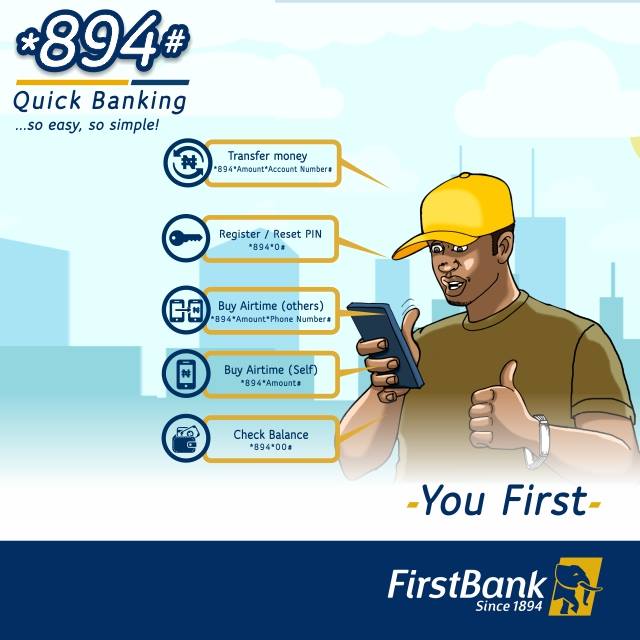 *894#
Quick Banking
...so easy, so simple!
Transfer money
*894*Amount*Account Number#
Register / Reset PIN
*894*0#
Buy Airtime (others)
*894*Amount*Phone Number#
Buy Airtime (Self)
*894*Amount#
Check Balance
*894*00#
-You First-
FirstBank
Since 1894